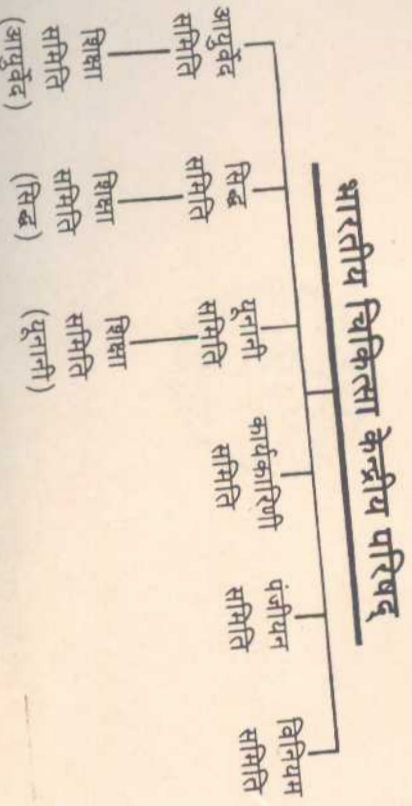 भारतीय चिकित्सा केन्द्रीय परिषद्
आयुर्वेद
समिति
सिद्ध
समिति
यूनानी
समिति
कार्यकारिणी
समिति
पंजीयन
समिति
विनियम
समिति
शिक्षा
समिति
(आयुर्वेद)
शिक्षा
समिति
(सिद्ध)
शिक्षा
समिति
(यूनानी)